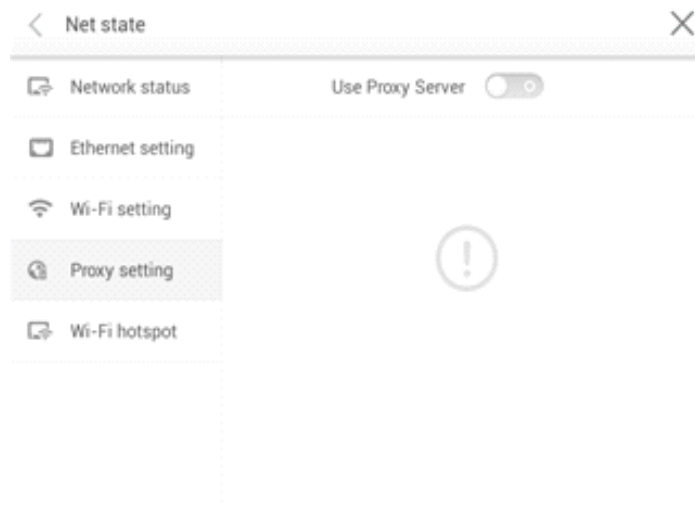 Net state
Network status
Use Proxy Server
Ethernet setting
Wi-Fi setting
Proxy setting
Wi-Fi hotspot